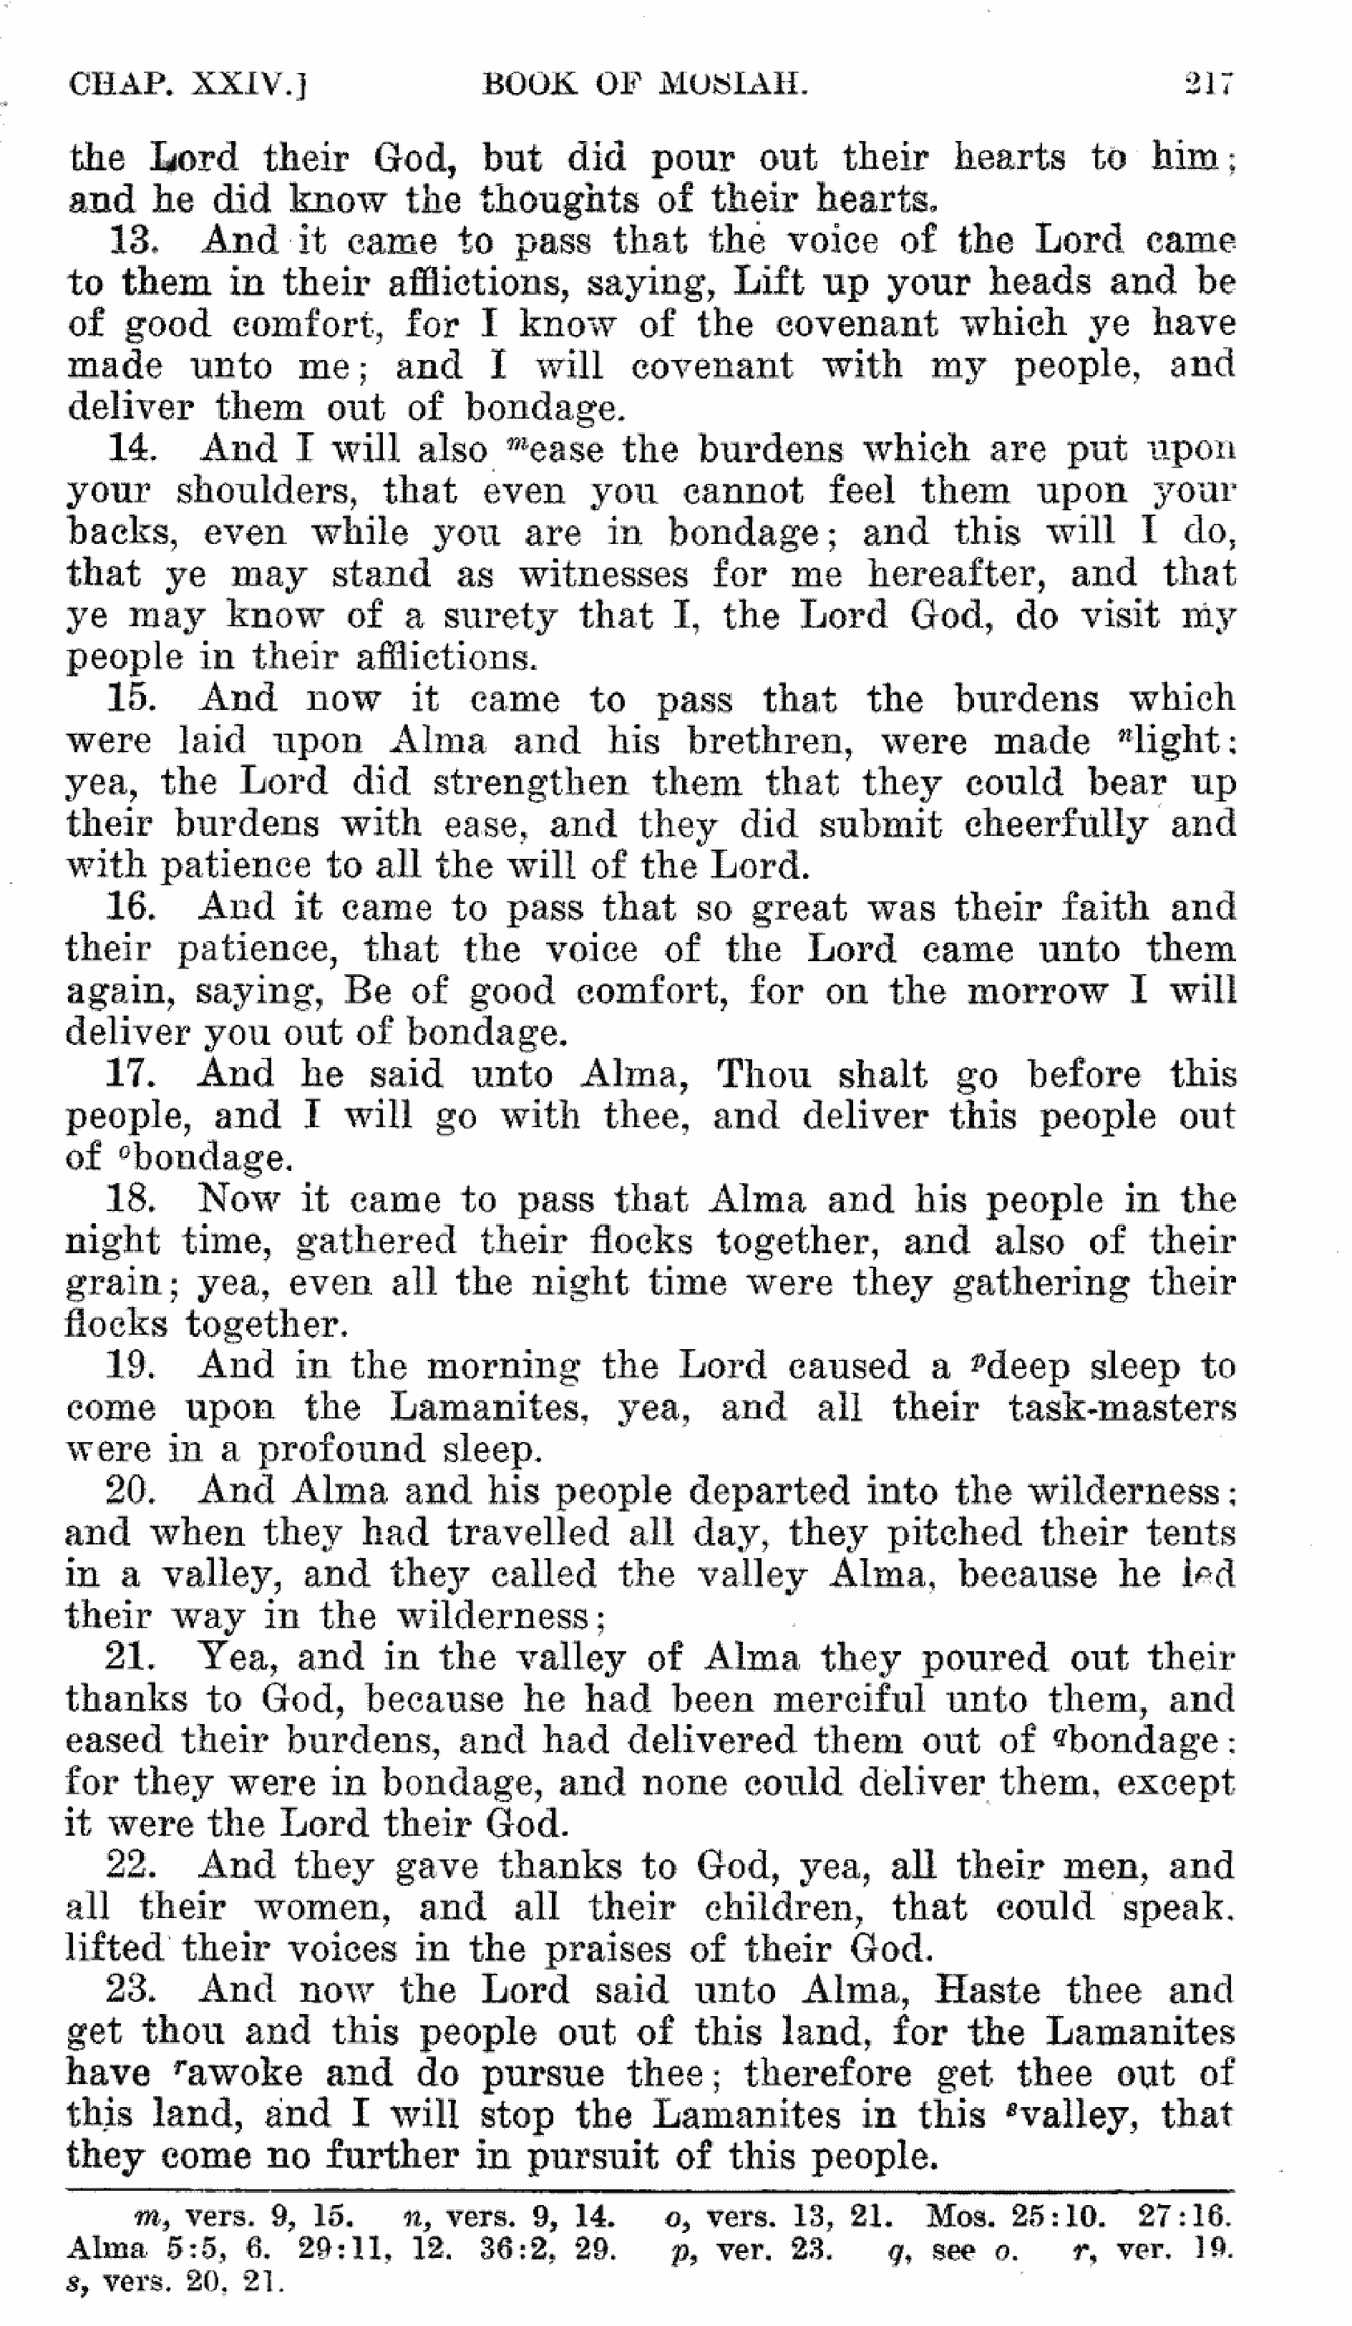 CHAP. XXIV.] BOOK OF MOSIAH. 217
the Lord their God, but did pour out their hearts to him;
and he did know the thoughts of their hearts.
13. And it came to pass that the voice of the Lord came
to them in their afflictions, saying, Lift up your heads and be
of good comfort, for I know of the covenant which ye have
made unto me; and I will covenant with my people, and
deliver them out of bondage.
14. And I will also mease the burdens which are put upon
your shoulders, that even you cannot feel them upon your
backs, even while you are in bondage; and this will I do,
that ye may stand as witnesses for me hereafter, and that
ye may know of a surety that I, the Lord God, do visit my
people in their afflictions.
15. And now it came to pass that the burdens which
were laid upon Alma and his brethren, were made nlight:
yea, the Lord did strengthen them that they could bear up
their burdens with ease, and they did submit cheerfully and
with patience to all the will of the Lord.
16. And it came to pass that so great was their faith and
their patience, that the voice of the Lord came unto them
again, saying, Be of good comfort, for on the morrow I will
deliver you out of bondage.
17. And he said unto Alma, Thou shalt go before this
people, and I will go with thee, and deliver this people out
of obondage.
18. Now it came to pass that Alma and his people in the
night time, gathered their flocks together, and also of their
grain; yea, even all the night time were they gathering their
flocks together.
19. And in the morning the Lord caused a pdeep sleep to
come upon the Lamanites, yea, and all their task-masters
were in a profound sleep.
20. And Alma and his people departed into the wilderness;
and when they had travelled all day, they pitched their tents
in a valley, and they called the valley Alma, because he led
their way in the wilderness;
21. Yea, and in the valley of Alma they poured out their
thanks to God, because he had been merciful unto them, and
eased their burdens, and had delivered them out of qbondage:
for they were in bondage, and none could deliver them, except
it were the Lord their God.
22. And they gave thanks to God, yea, all their men, and
all their women, and all their children, that could speak.
lifted their voices in the praises of their God.
23. And now the Lord said unto Alma, Haste thee and
get thou and this people out of this land, for the Lamanites
have rawoke and do pursue thee; therefore get thee out of
this land, and I will stop the Lamanites in this svalley, that
they come no further in pursuit of this people.
m, vers. 9, 15. n, vers. 9, 14. o, vers. 13, 21. Mos. 25:10. 27:16.
Alma 5:5, 6. 29:11, 12. 36:2, 29. p, ver. 23. q, see o. r, ver. 19.
s, vers. 20, 21.